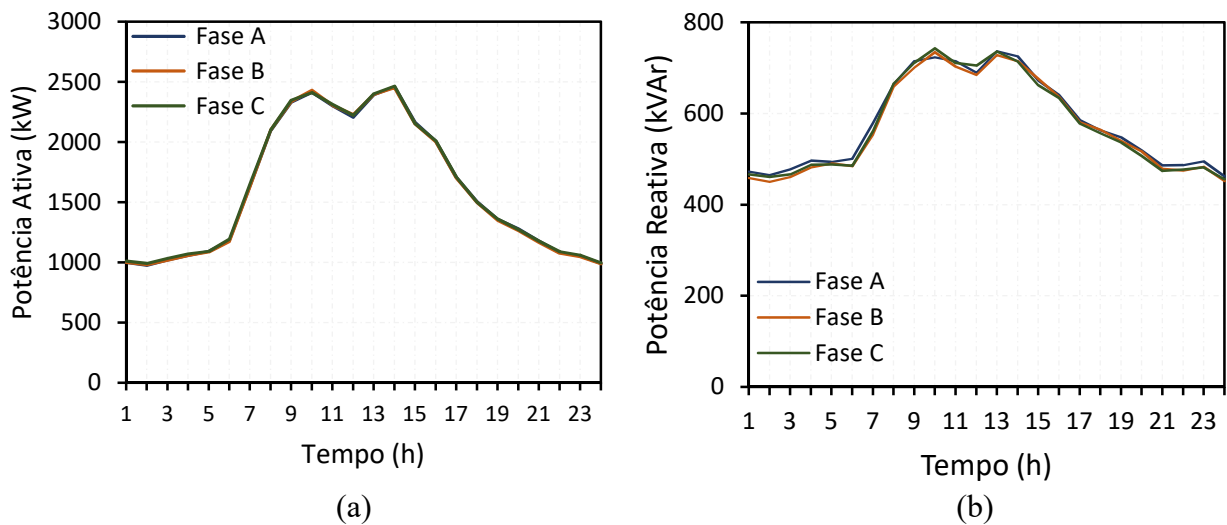 Potência Ativa (kW)
3000
2500
2000
1500
1000
500
0
Fase A
Fase B
Fase C
1 3 5 7 9 11 13 15 17 19 21 23
Tempo (h)
(a)
Potência Reativa (kVAr)
800
600
400
200
0
Fase A
Fase B
Fase C
1 3 5 7 9 11 13 15 17 19 21 23
Tempo (h)
(b)